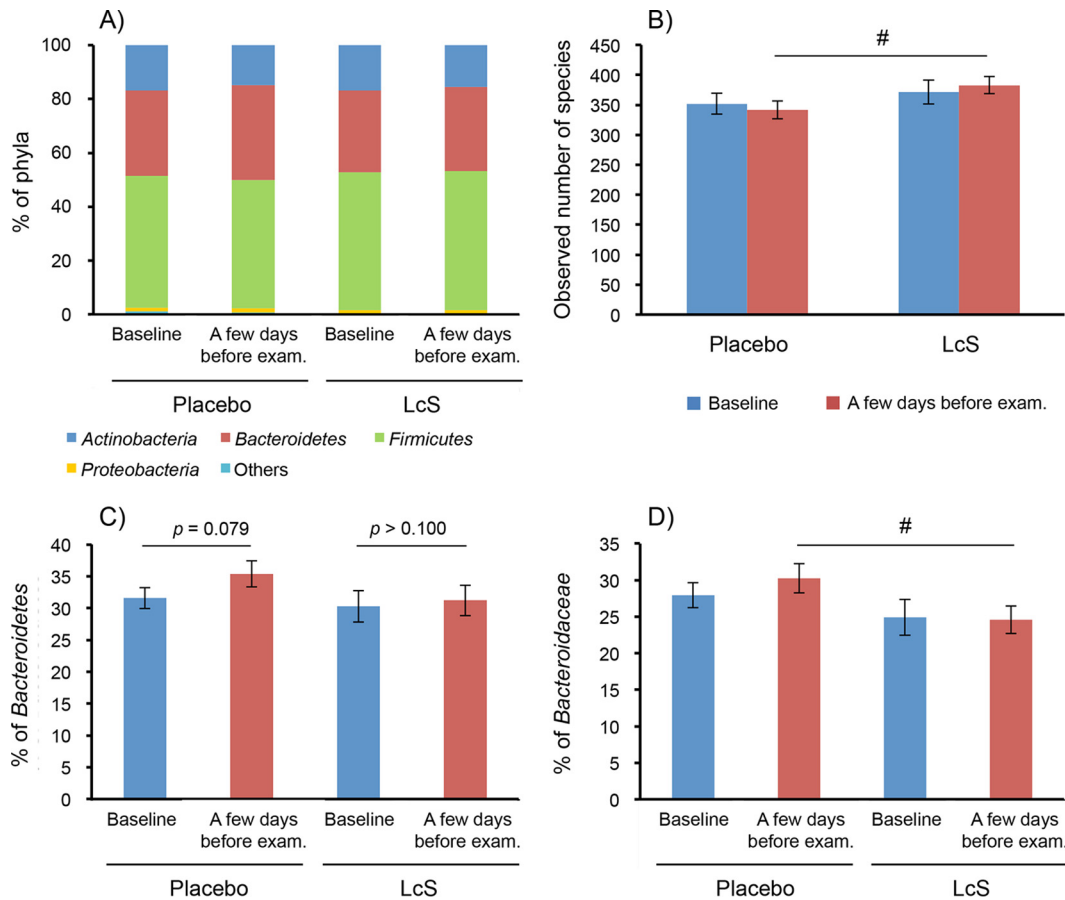 A)
% of phyla
100
80
60
40
20
0
Baseline
A few days
before exam.
Baseline
A few days
before exam.
Placebo
LcS
Actinobacteria
Bacteroidetes
Firmicutes
Proteobacteria
Others
B)
Observed number of species
450
400
350
300
250
200
150
100
50
0
#
Placebo
LcS
Baseline
A few days before exam.
C)
% of Bacteroidetes
40
35
30
25
20
15
10
5
0
p = 0.079
p > 0.100
Baseline
A few days
before exam.
Baseline
A few days
before exam.
Placebo
LcS
D)
% of Bacteroidaceae
35
30
25
20
15
10
5
0
#
Baseline
A few days
before exam.
Baseline
A few days
before exam.
Placebo
LcS